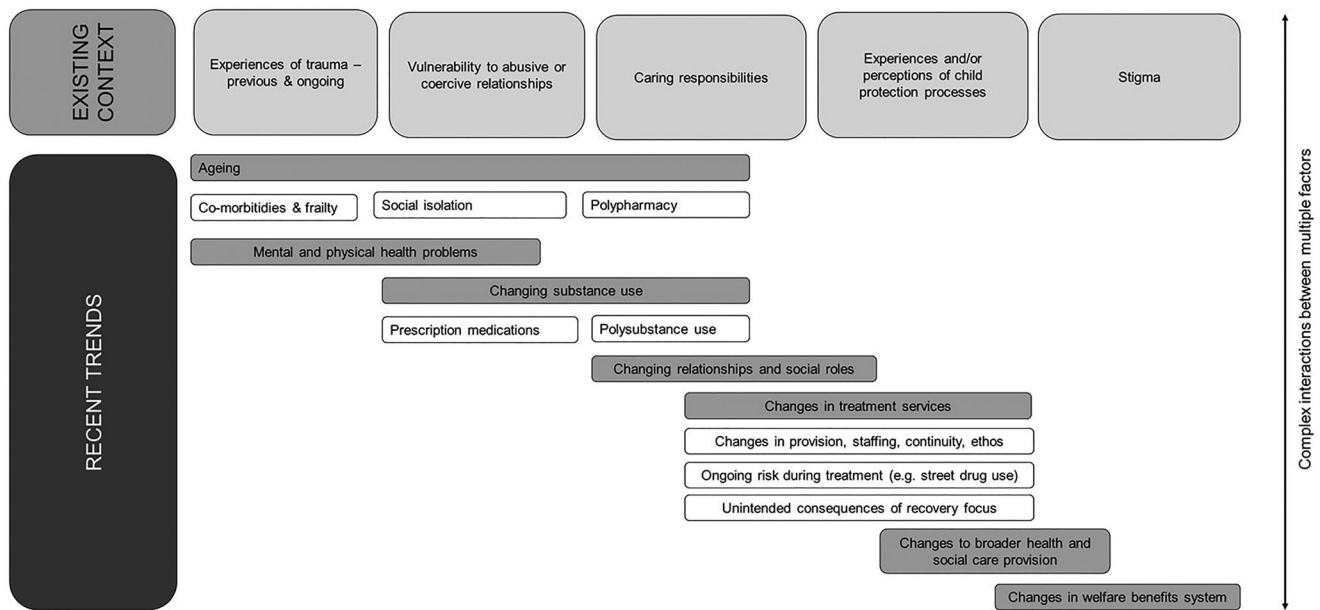 EXISTING
CONTEXT
Experiences of trauma –
previous & ongoing
Vulnerability to abusive or
coercive relationships
Caring responsibilities
Experiences and/or
perceptions of child
protection processes
Stigma
RECENT TRENDS
Ageing
Co-morbitidies & frailty
Social isolation
Polypharmacy
Mental and physical health problems
Changing substance use
Prescription medications
Polysubstance use
Changing relationships and social roles
Changes in treatment services
Changes in provision, staffing, continuity, ethos
Ongoing risk during treatment (e.g. street drug use)
Unintended consequences of recovery focus
Changes to broader health and
social care provision
Changes in welfare benefits system
Complex interactions between multiple factors